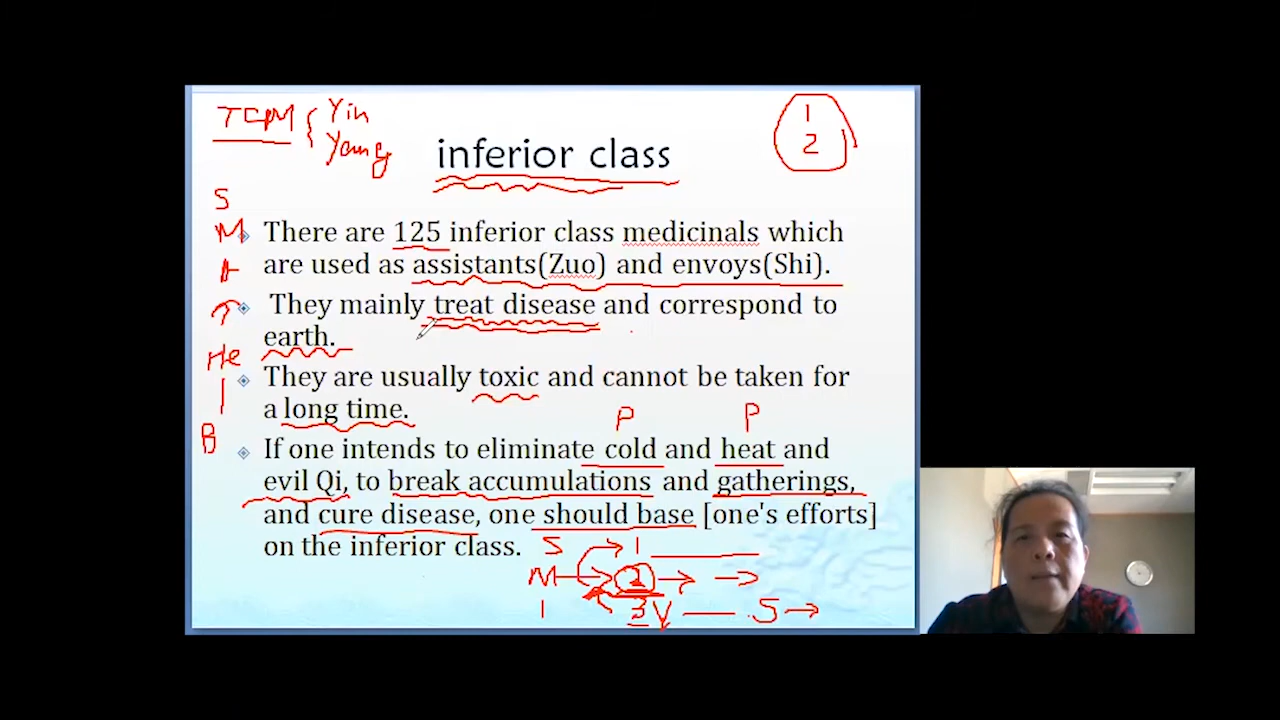 TCM { Yin
Yang
1
2
inferior class
S
M
A
T
He
I
B
There are 125 inferior class medicinals which
are used as assistants(Zuo) and envoys(Shi).
They mainly treat disease and correspond to
earth.
They are usually toxic and cannot be taken for
a long time.
P P
If one intends to eliminate cold and heat and
evil Qi, to break accumulations and gatherings,
and cure disease, one should base [one's efforts]
on the inferior class.
S 1
M 2
1 3 V S